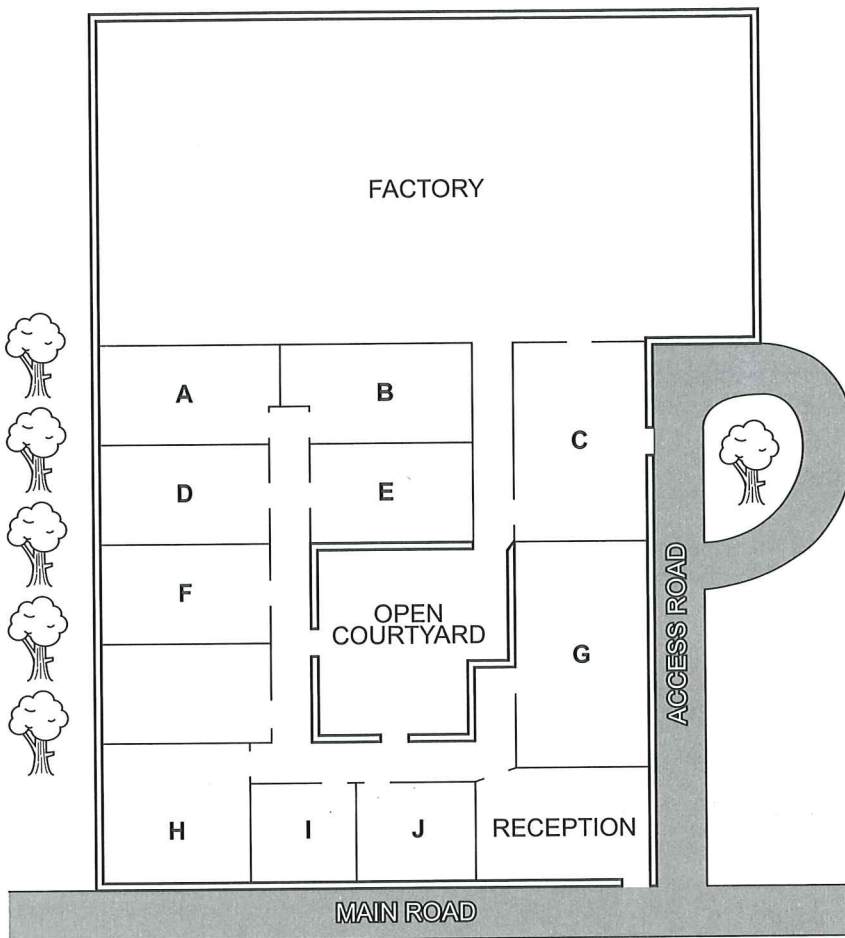 FACTORY
A
B
C
D
E
F
OPEN
COURTYARD
G
ACCESS ROAD
H
I
J
RECEPTION
MAIN ROAD